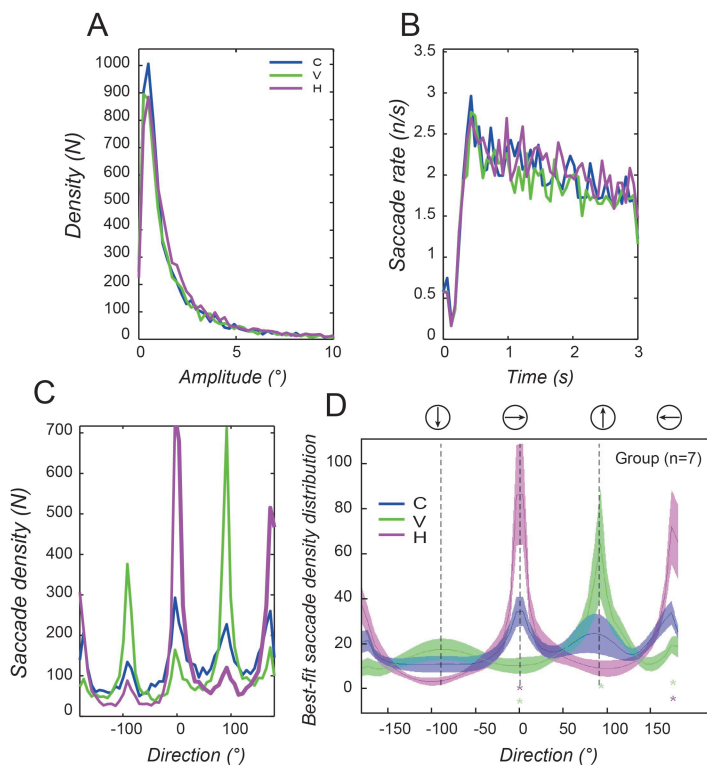 A
1000
900
800
700
600
500
400
300
200
100
0
Density (N)
C
V
H
0
5
10
Amplitude (°)
B
3.5
3
2.5
2
1.5
1
0.5
0
Saccade rate (n/s)
0
1
2
3
Time (s)
C
700
600
500
400
300
200
100
0
Saccade density (N)
-100
0
100
Direction (°)
D
Group (n=7)
100
80
60
40
20
0
Best-fit saccade density distribution
C
V
H
* * *
* *
-150
-100
-50
0
50
100
150
Direction (°)